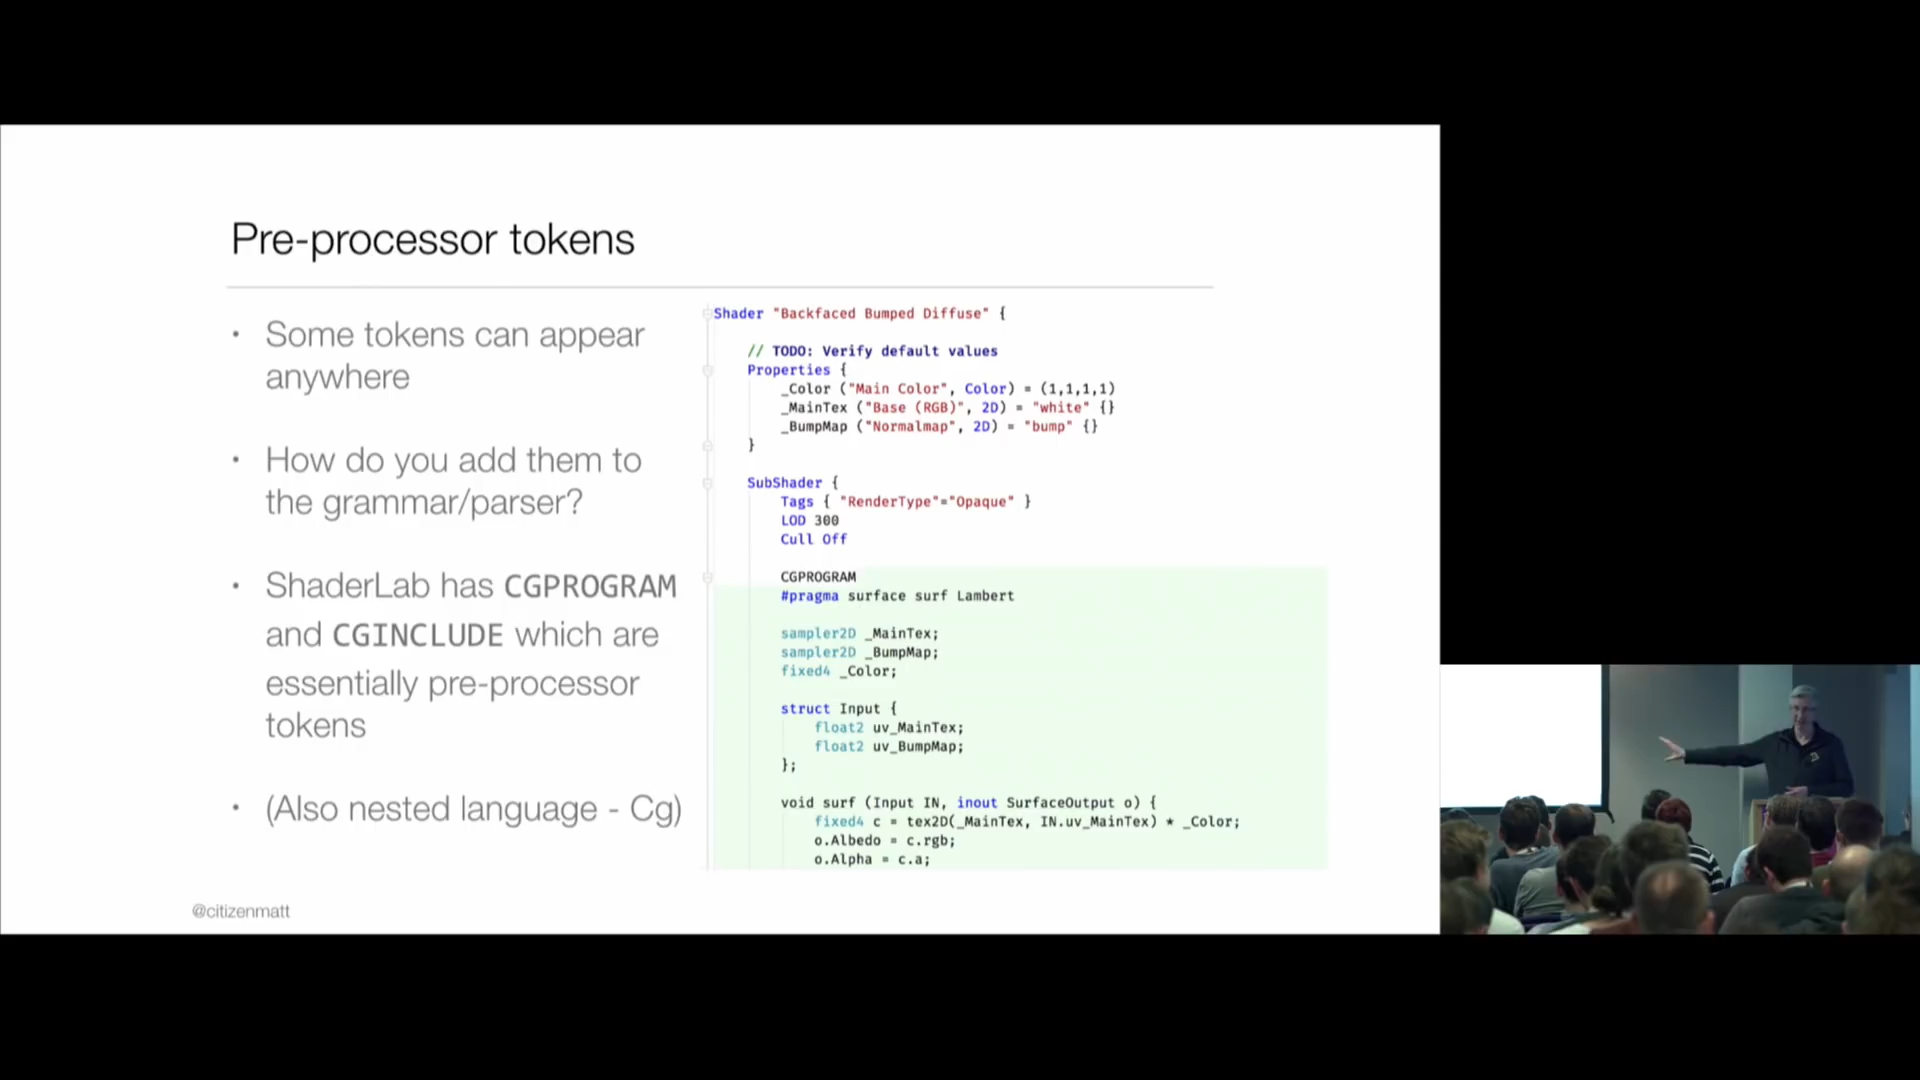 Pre-processor tokens
• Some tokens can appear
anywhere
• How do you add them to
the grammar/parser?
• ShaderLab has CGPROGRAM
and CGINCLUDE which are
essentially pre-processor
tokens
• (Also nested language - Cg)
Shader "Backfaced Bumped Diffuse" {
// TODO: Verify default values
Properties {
_Color ("Main Color", Color) = (1,1,1,1)
_MainTex ("Base (RGB)", 2D) = "white" {}
_BumpMap ("Normalmap", 2D) = "bump" {}
}
SubShader {
Tags { "RenderType"="Opaque" }
LOD 300
Cull Off
CGPROGRAM
#pragma surface surf Lambert
sampler2D _MainTex;
sampler2D _BumpMap;
fixed4 _Color;
struct Input {
float2 uv_MainTex;
float2 uv_BumpMap;
};
void surf (Input IN, inout SurfaceOutput o) {
fixed4 c = tex2D(_MainTex, IN.uv_MainTex) * _Color;
o.Albedo = c.rgb;
o.Alpha = c.a;
@citizenmatt